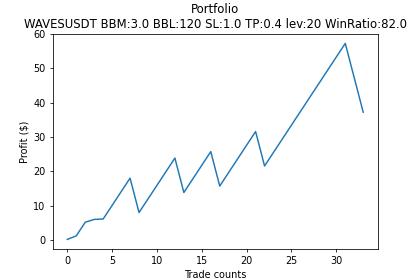 Portfolio
WAVESUSDT BBM:3.0 BBL:120 SL:1.0 TP:0.4 lev:20 WinRatio:82.0
Profit ($)
60
50
40
30
20
10
0
0 5 10 15 20 25 30
Trade counts